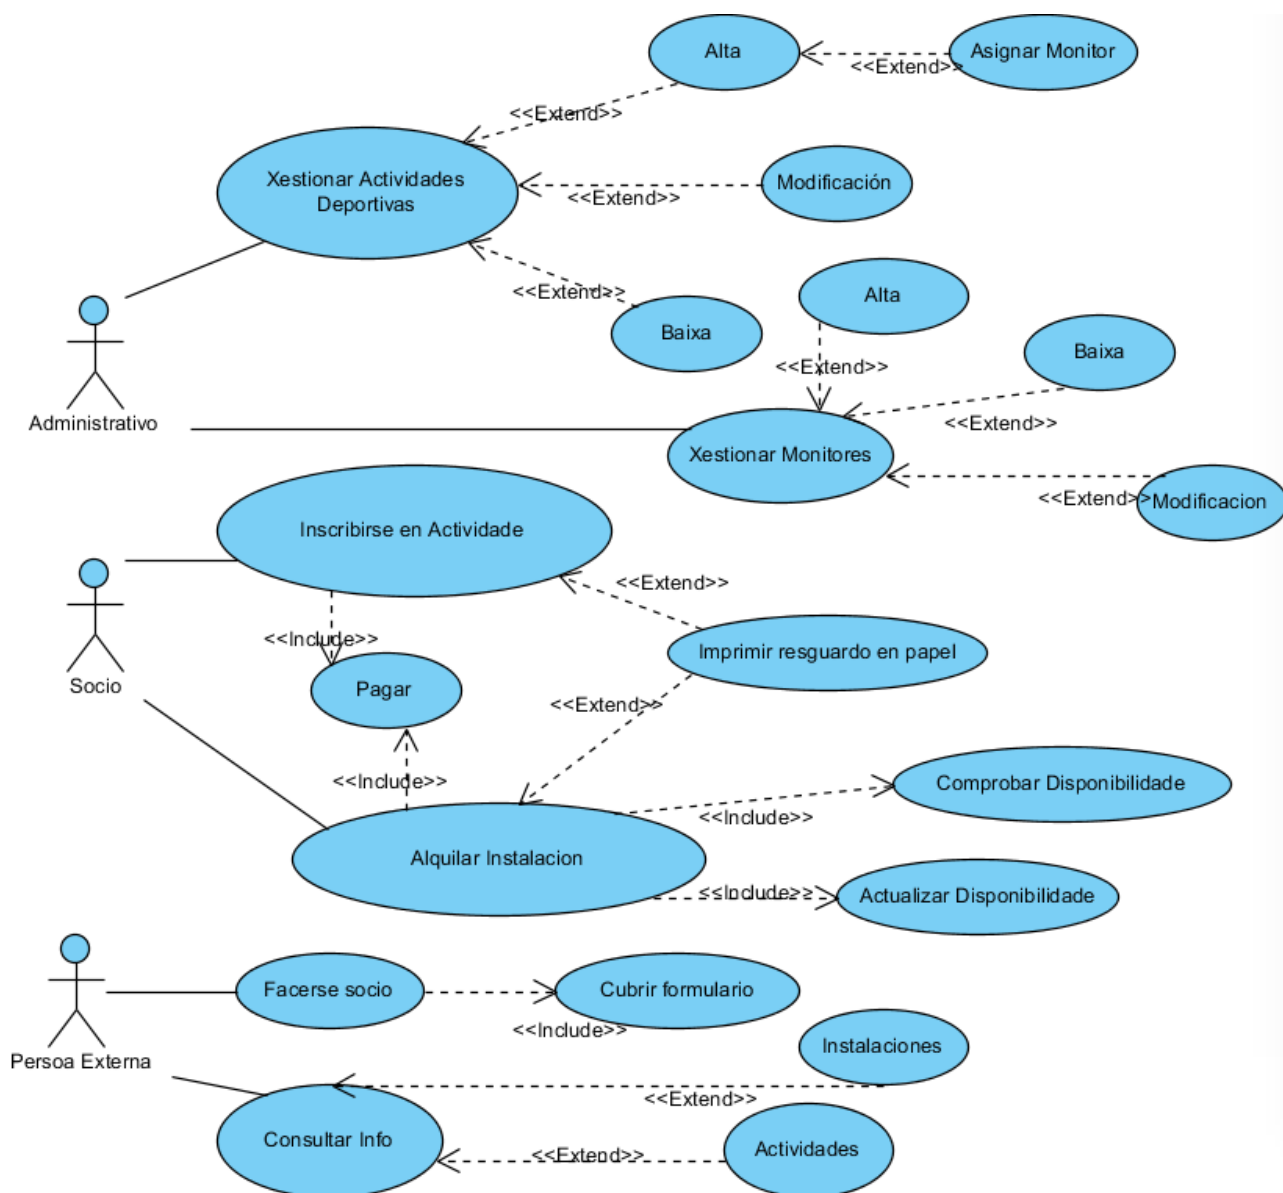 Alta
Asignar Monitor
<<Extend>>
<<Extend>>
Xestionar Actividades
Deportivas
Modificación
<<Extend>>
<<Extend>>
Alta
Baixa
Baixa
<<Extend>>
<<Extend>>
Administrativo
Xestionar Monitores
<<Extend>>
Modificacion
Inscribirse en Actividade
<<Extend>>
<<Include>>
Imprimir resguardo en papel
Socio
Pagar
<<Extend>>
<<Include>>
Comprobar Disponibilidade
<<Include>>
Alquilar Instalacion
<<Include>>
Actualizar Disponibilidade
Facerse socio
Cubrir formulario
<<Include>>
Instalaciones
Persoa Externa
<<Extend>>
Consultar Info
Actividades
<<Extend>>